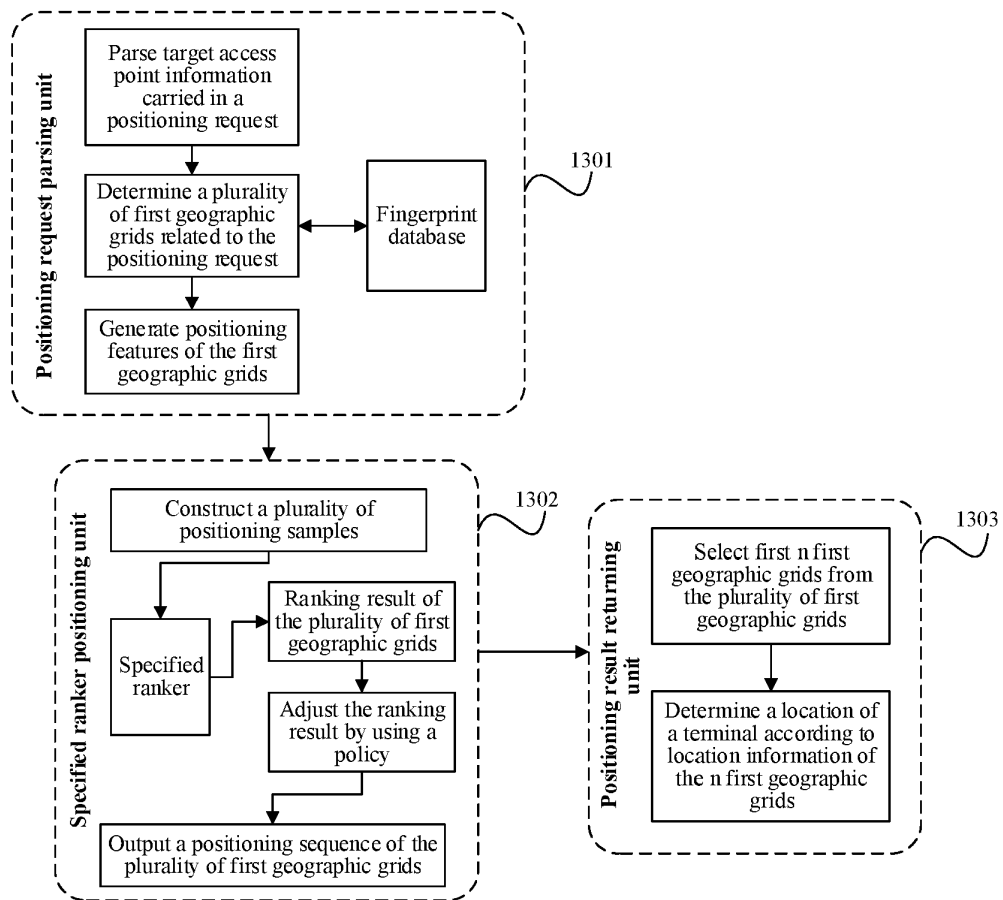 Positioning request parsing unit
Parse target access
point information
carried in a
positioning request
Determine a plurality
of first geographic
grids related to the
positioning request
Fingerprint
database
Generate positioning
features of the first
geographic grids
1301
Specified ranker positioning unit
Construct a plurality of
positioning samples
Specified
ranker
Ranking result of
the plurality of first
geographic grids
Adjust the ranking
result by using a
policy
Output a positioning sequence of the
plurality of first geographic grids
1302
Positioning result returning
unit
Select first n first
geographic grids from
the plurality of first
geographic grids
Determine a location of
a terminal according to
location information of
the n first geographic
grids
1303